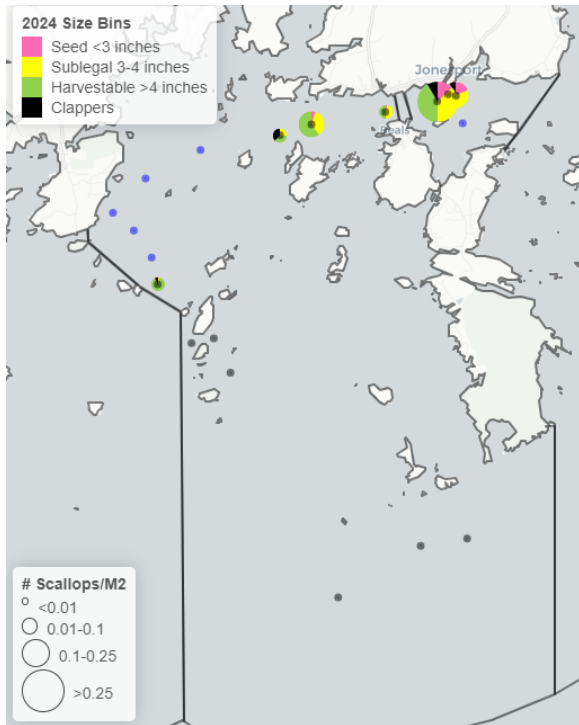 2024 Size Bins
Seed <3 inches
Sublegal 3-4 inches
Harvestable >4 inches
Clappers
Jonesport
Beals
# Scallops/M2
<0.01
0.01-0.1
0.1-0.25
>0.25